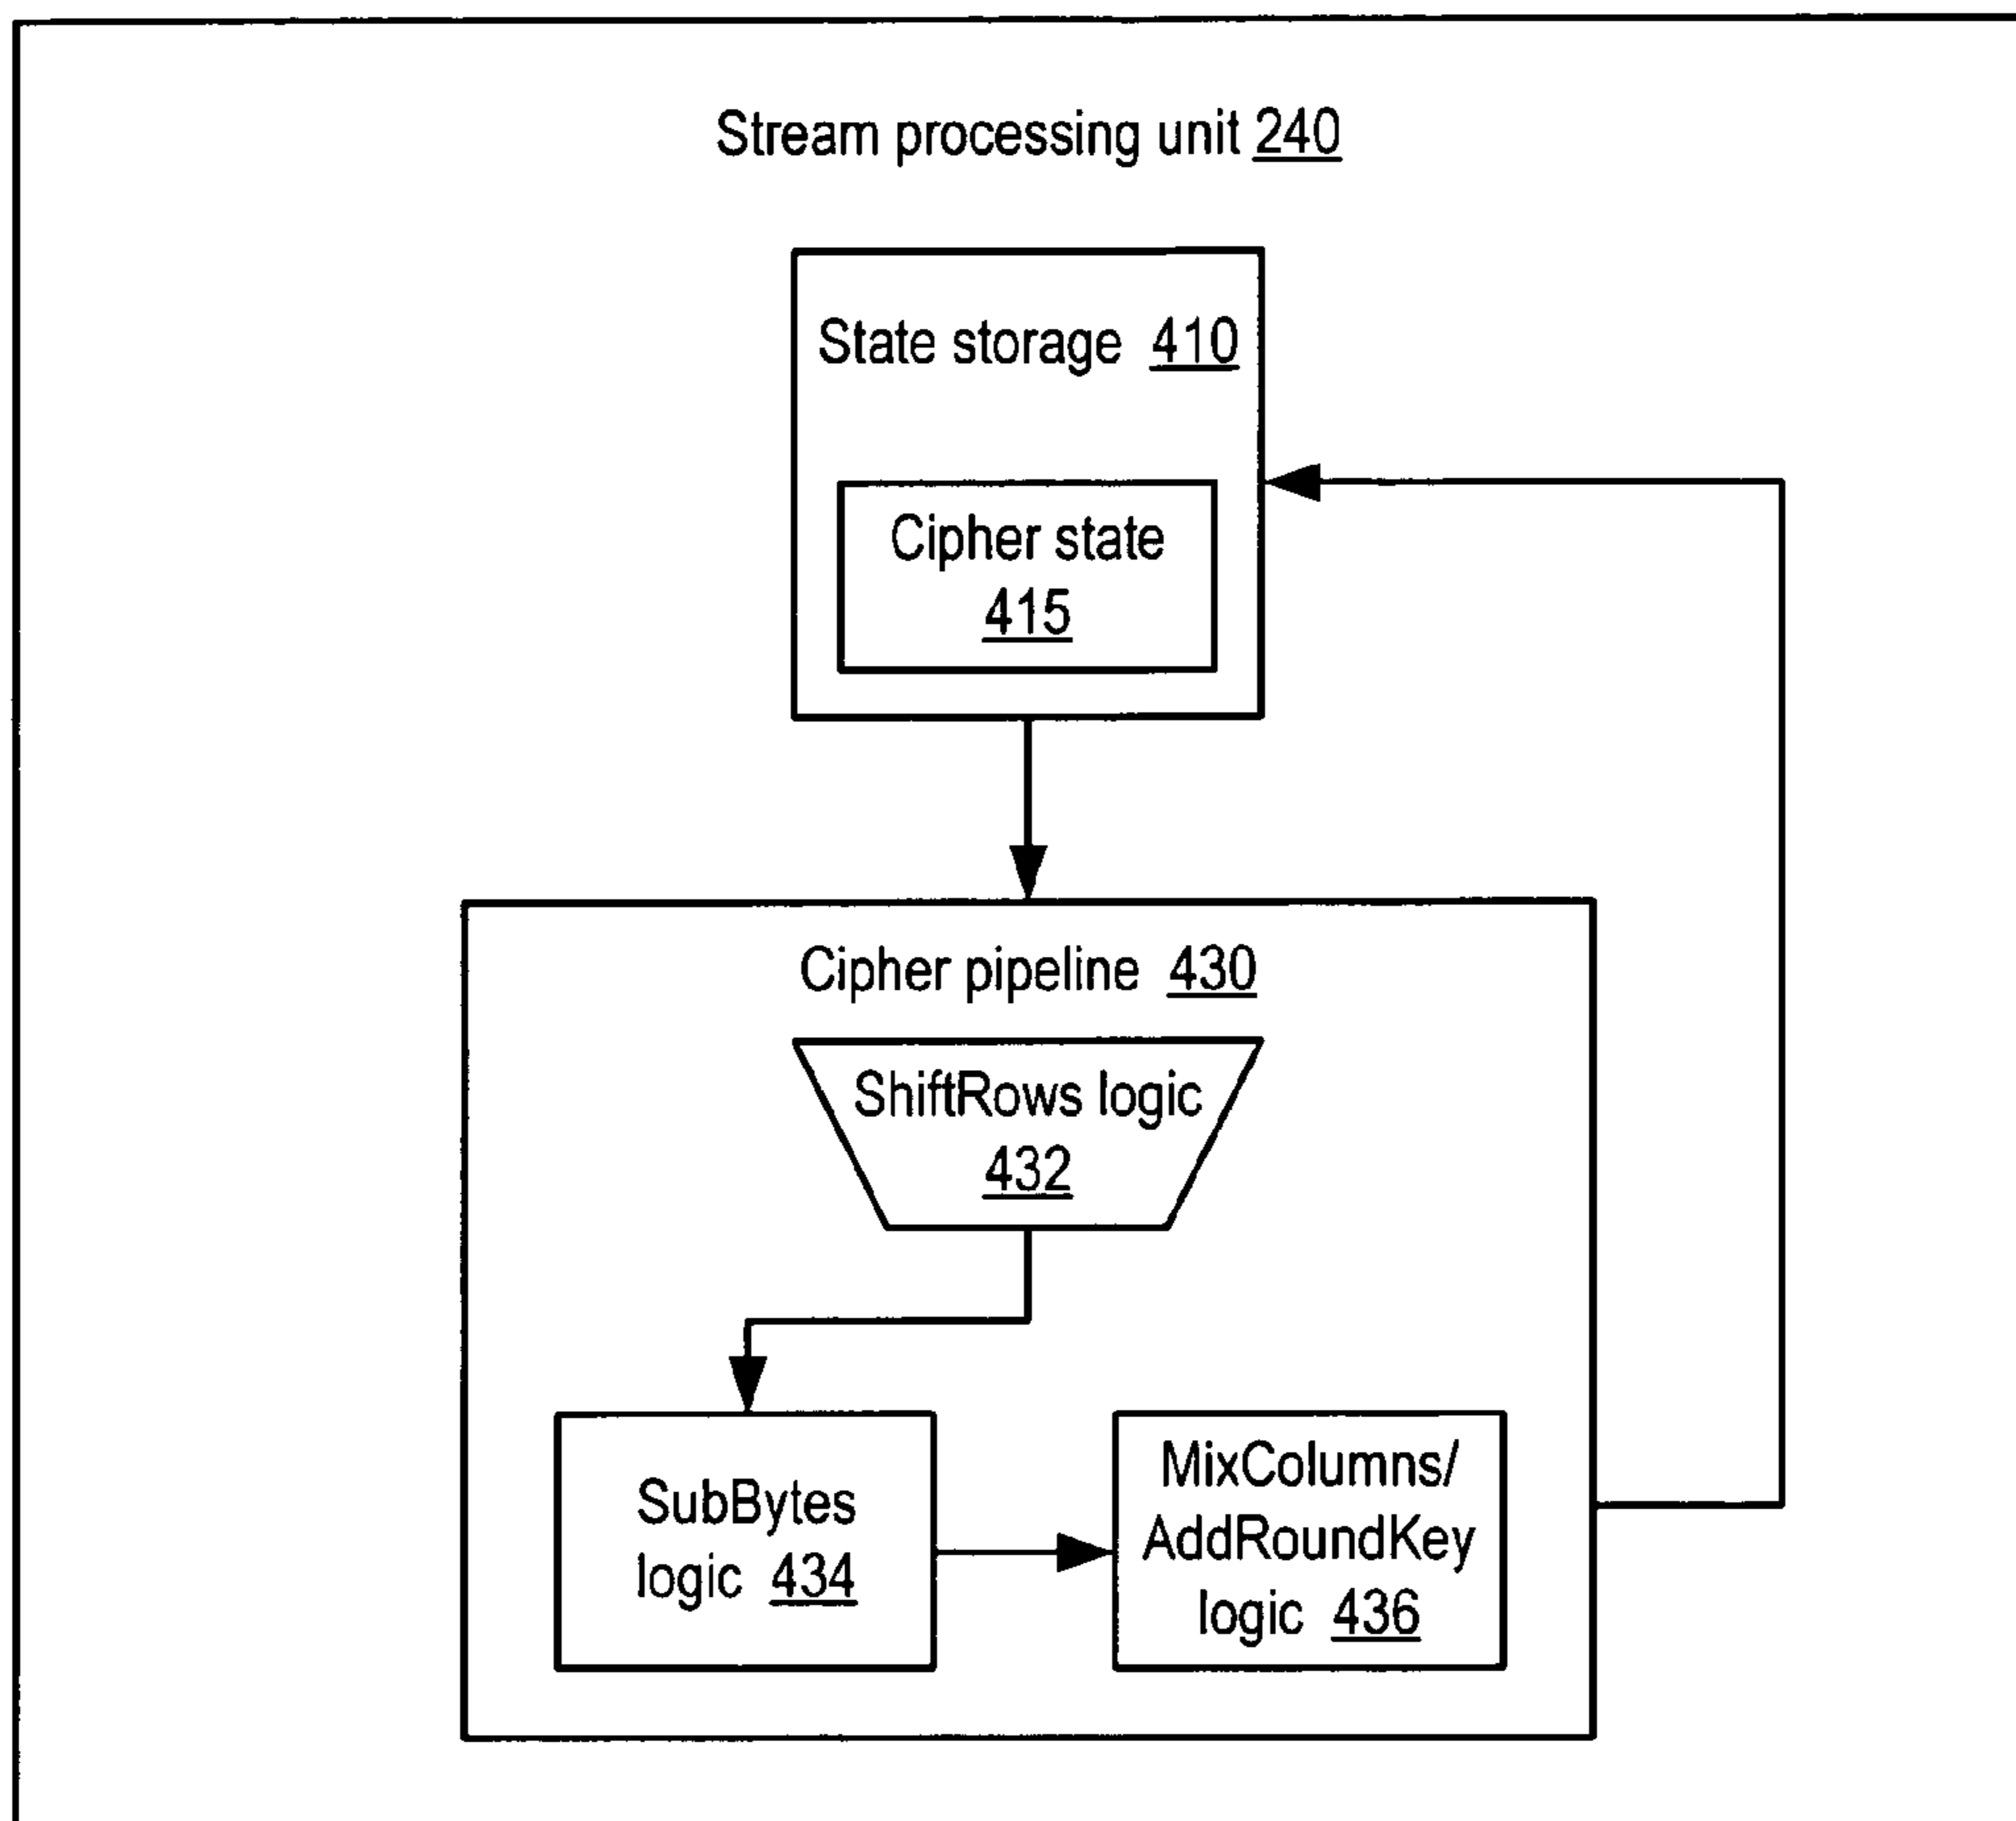 Stream processing unit 240
State storage 410
Cipher state
415
Cipher pipeline 430
ShiftRows logic
432
SubBytes
logic 434
MixColumns/
AddRoundKey
logic 436